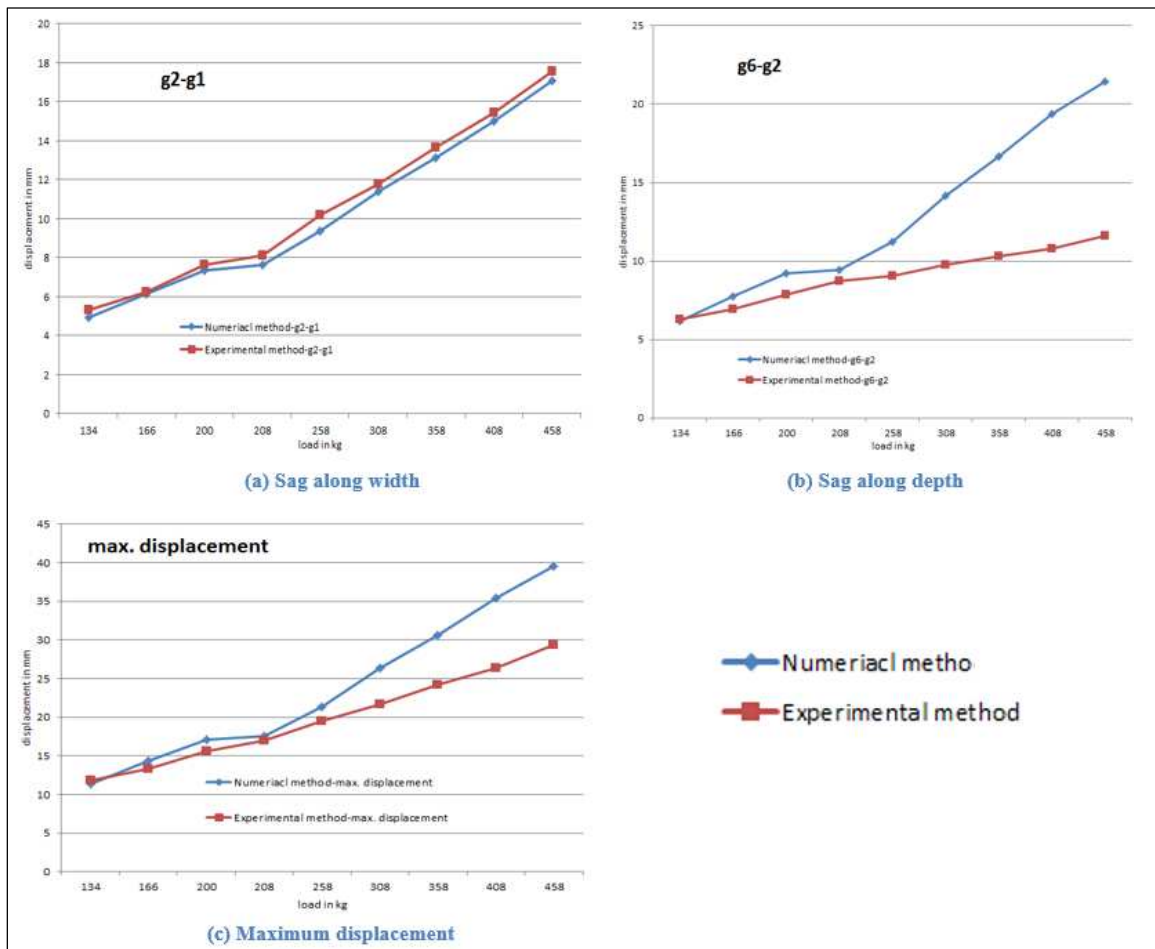 g2-g1
20
18
16
14
12
10
8
6
4
2
0
displacement in mm
Numeriacl method-g2-g1
Experimental method-g2-g1
134 166 200 208 258 308 358 408 458
load in kg
(a) Sag along width
g6-g2
25
20
15
10
5
0
displacement in mm
Numeriacl method-g6-g2
Experimental method-g6-g2
134 166 200 208 258 308 358 408 458
load in kg
(b) Sag along depth
max. displacement
45
40
35
30
25
20
15
10
5
0
displacement in mm
Numeriacl method-max. displacement
Experimental method-max. displacement
134 166 200 208 258 308 358 408 458
load in kg
(c) Maximum displacement
Numeriacl metho
Experimental method